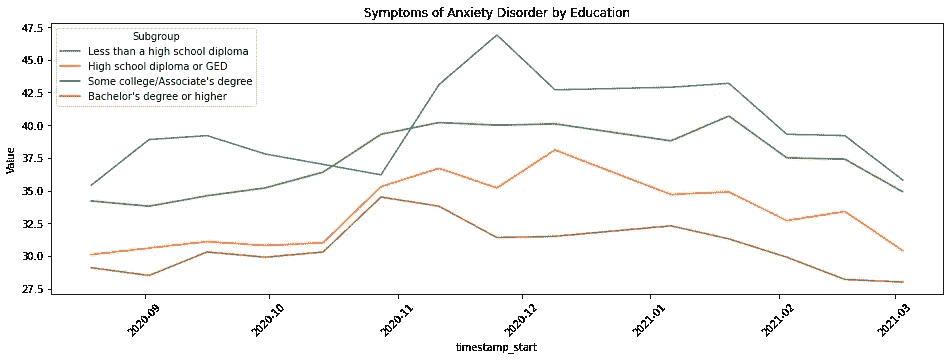 Symptoms of Anxiety Disorder by Education
47.5
45.0
42.5
40.0
37.5
35.0
32.5
30.0
27.5
Value
Subgroup
Less than a high school diploma
High school diploma or GED
Some college/Associate's degree
Bachelor's degree or higher
2020-09
2020-10
2020-11
2020-12
2021-01
2021-02
2021-03
timestamp_start